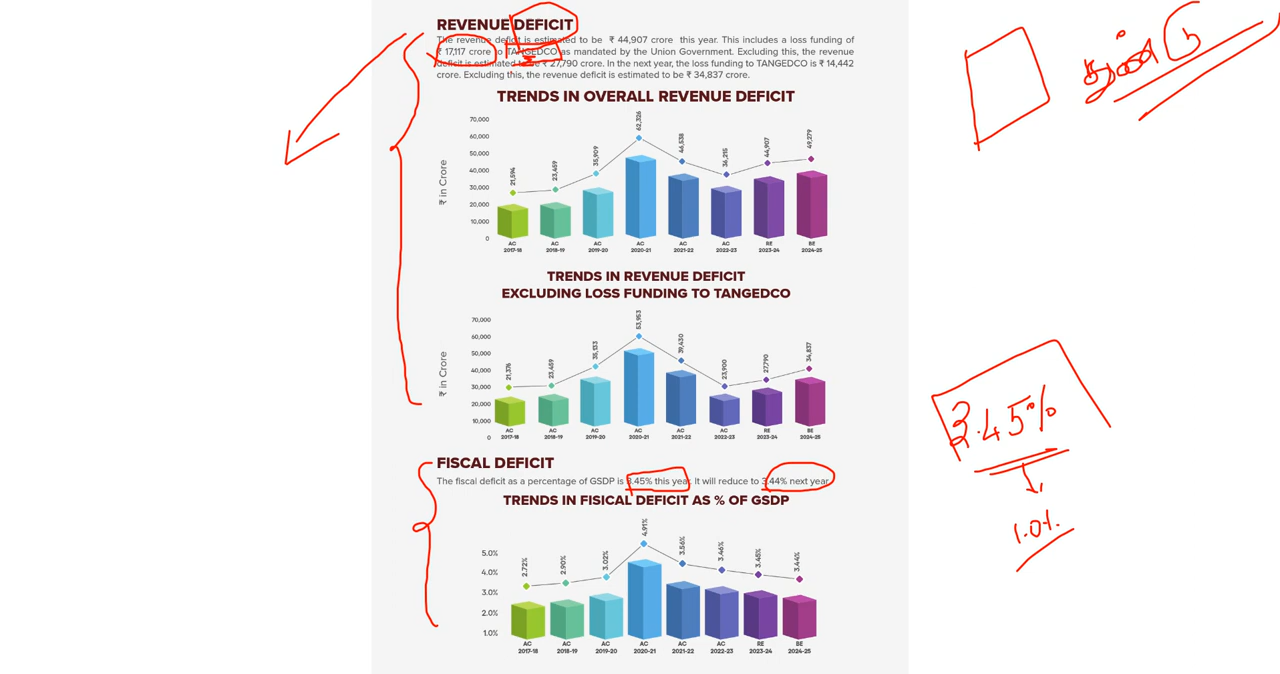 REVENUE DEFICIT
The revenue deficit is estimated to be ₹ 44,907 crore this year. This includes a loss funding of
₹ 17,117 crore to TANGEDCO as mandated by the Union Government. Excluding this, the revenue
deficit is estimated to be ₹ 27,790 crore. In the next year, the loss funding to TANGEDCO is ₹ 14,442
crore. Excluding this, the revenue deficit is estimated to be ₹ 34,837 crore.
TRENDS IN OVERALL REVENUE DEFICIT
₹ in Crore
70,000
60,000
50,000
40,000
30,000
20,000
10,000
0
21,594
23,459
35,909
62,326
46,538
36,215
44,907
49,279
AC AC AC AC AC AC RE BE
2017-18 2018-19 2019-20 2020-21 2021-22 2022-23 2023-24 2024-25
TRENDS IN REVENUE DEFICIT
EXCLUDING LOSS FUNDING TO TANGEDCO
₹ in Crore
70,000
60,000
50,000
40,000
30,000
20,000
10,000
0
21,376
23,459
35,133
53,953
39,430
23,900
27,790
34,837
AC AC AC AC AC AC RE BE
2017-18 2018-19 2019-20 2020-21 2021-22 2022-23 2023-24 2024-25
FISCAL DEFICIT
The fiscal deficit as a percentage of GSDP is 3.45% this year. It will reduce to 3.44% next year.
TRENDS IN FISICAL DEFICIT AS % OF GSDP
5.0%
4.0%
3.0%
2.0%
1.0%
2.72%
2.90%
3.02%
4.91%
3.56%
3.46%
3.45%
3.44%
AC AC AC AC AC AC RE BE
2017-18 2018-19 2019-20 2020-21 2021-22 2022-23 2023-24 2024-25
3.45%
1.0%